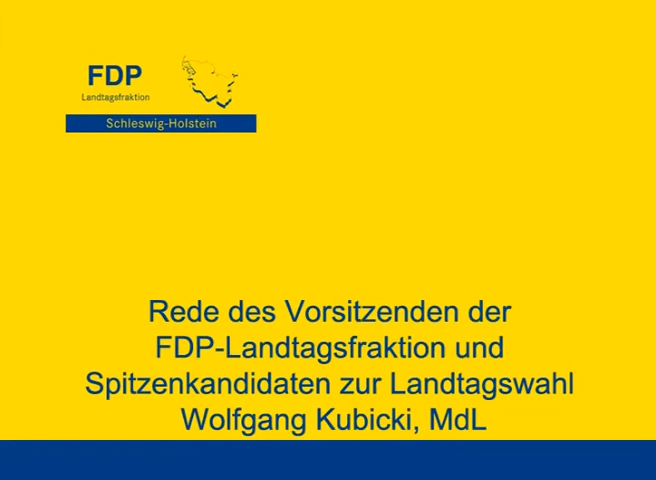 FDP
Landtagsfraktion
Schleswig-Holstein
Rede des Vorsitzenden der
FDP-Landtagsfraktion und
Spitzenkandidaten zur Landtagswahl
Wolfgang Kubicki, MdL